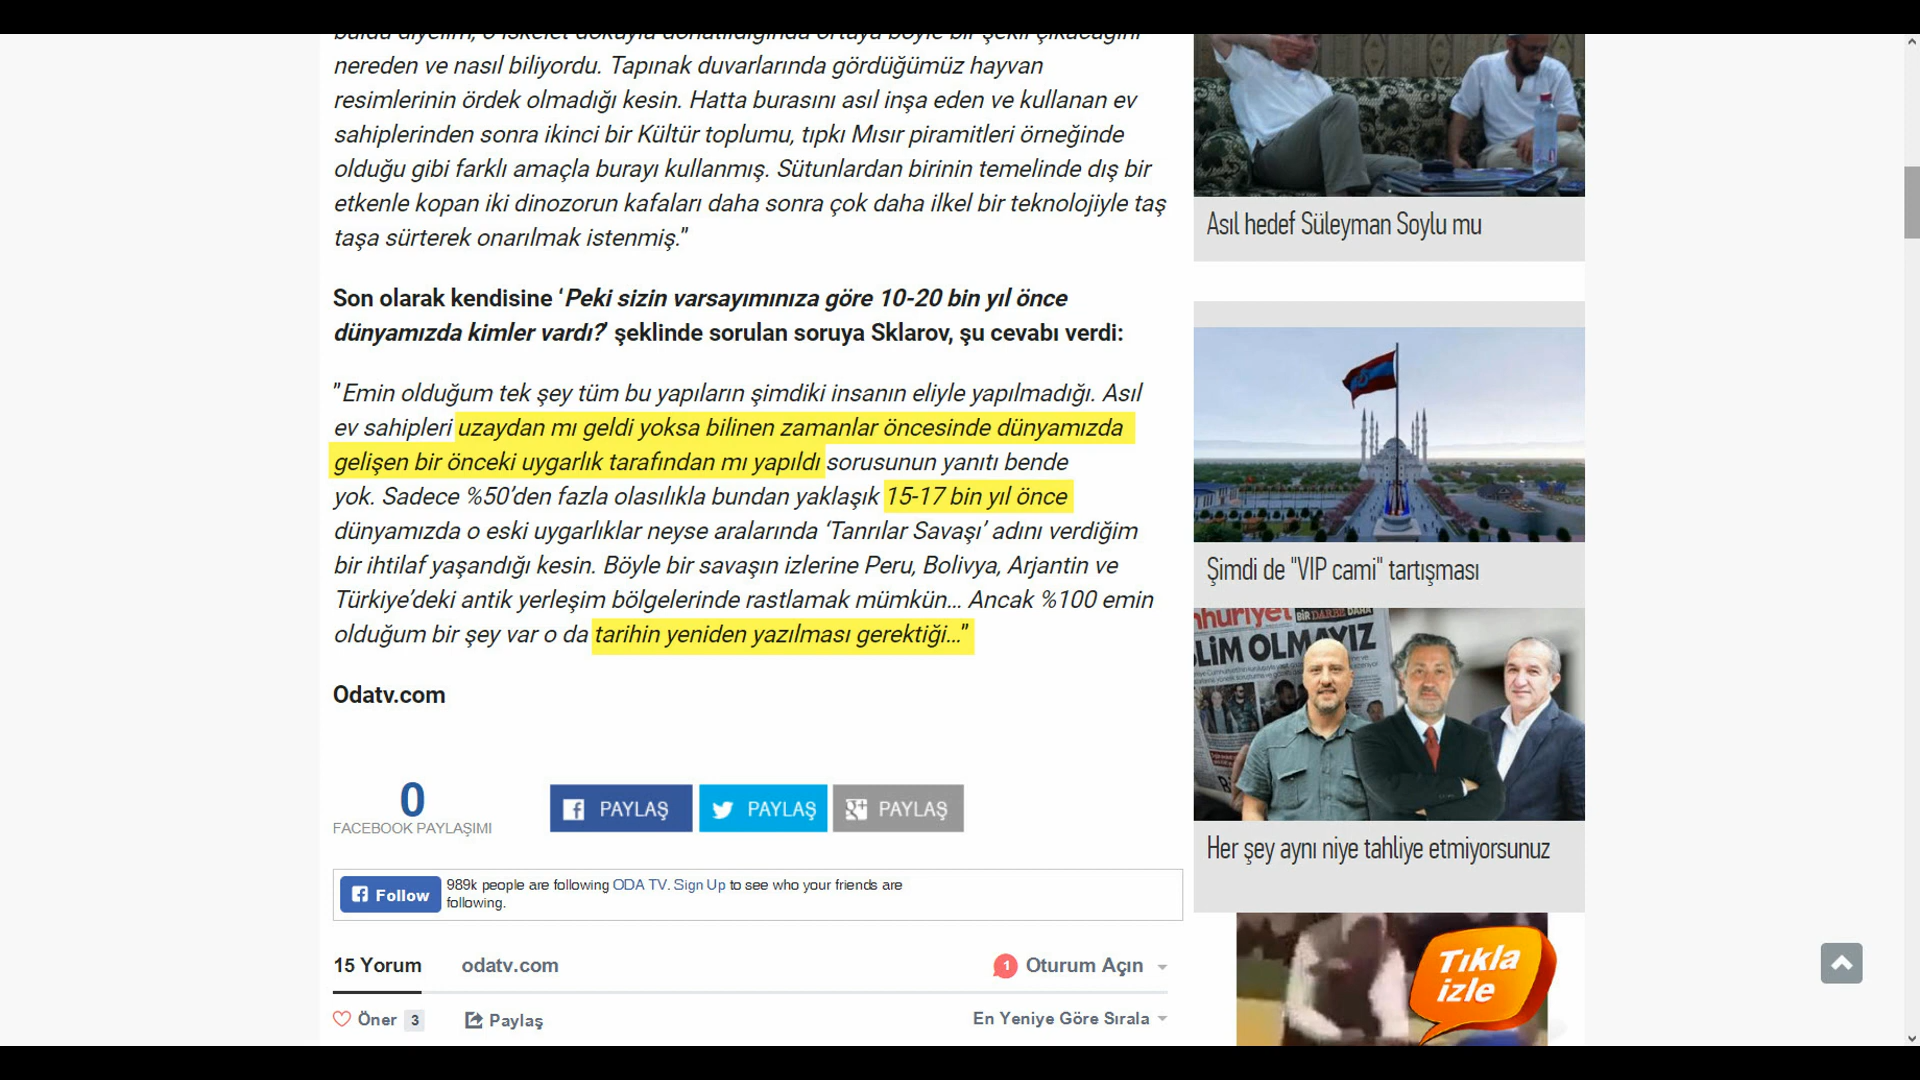 nereden ve nasıl biliyordu. Tapınak duvarlarında gördüğümüz hayvan
resimlerinin ördek olmadığı kesin. Hatta burasını asıl inşa eden ve kullanan ev
sahiplerinden sonra ikinci bir Kültür toplumu, tıpkı Mısır piramitleri örneğinde
olduğu gibi farklı amaçla burayı kullanmış. Sütunlardan birinin temelinde dış bir
etkenle kopan iki dinozorun kafaları daha sonra çok daha ilkel bir teknolojiyle taş
taşa sürterek onarılmak istenmiş."
Son olarak kendisine ‘Peki sizin varsayımınıza göre 10-20 bin yıl önce
dünyamızda kimler vardı?’ şeklinde sorulan soruya Sklarov, şu cevabı verdi:
"Emin olduğum tek şey tüm bu yapıların şimdiki insanın eliyle yapılmadığı. Asıl
ev sahipleri uzaydan mı geldi yoksa bilinen zamanlar öncesinde dünyamızda
gelişen bir önceki uygarlık tarafından mı yapıldı sorusunun yanıtı bende
yok. Sadece %50’den fazla olasılıkla bundan yaklaşık 15-17 bin yıl önce
dünyamızda o eski uygarlıklar neyse aralarında ‘Tanrılar Savaşı’ adını verdiğim
bir ihtilaf yaşandığı kesin. Böyle bir savaşın izlerine Peru, Bolivya, Arjantin ve
Türkiye’deki antik yerleşim bölgelerinde rastlamak mümkün... Ancak %100 emin
olduğum bir şey var o da tarihin yeniden yazılması gerektiği..."
Odatv.com
0
FACEBOOK PAYLAŞIMI
PAYLAŞ
PAYLAŞ
PAYLAŞ
Follow
989k people are following ODA TV. Sign Up to see who your friends are
following.
15 Yorum
odatv.com
1 Oturum Açın
Öner 3
Paylaş
En Yeniye Göre Sırala
Asıl hedef Süleyman Soylu mu
Şimdi de "VIP cami" tartışması
nhuriyet BİR DARBE DAHA
LİM OLMAYIZ
Her şey aynı niye tahliye etmiyorsunuz
Tıkla
izle